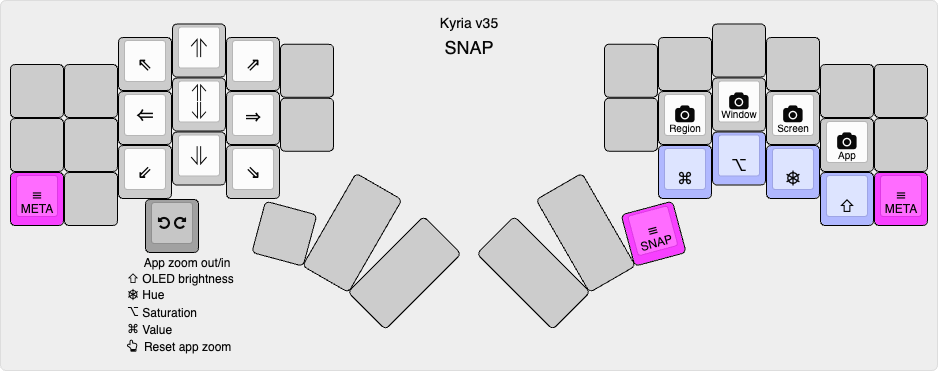 Kyria v35
SNAP
⇖ ⇑ ⇗
⇐ ⇑⇓ ⇒
⇙ ⇓ ⇘
Region Window Screen App
⌘ ⌥ ❄ ⇧
≡ META
≡ META
≡ SNAP
App zoom out/in
⇧ OLED brightness
❄ Hue
⌥ Saturation
⌘ Value
Reset app zoom